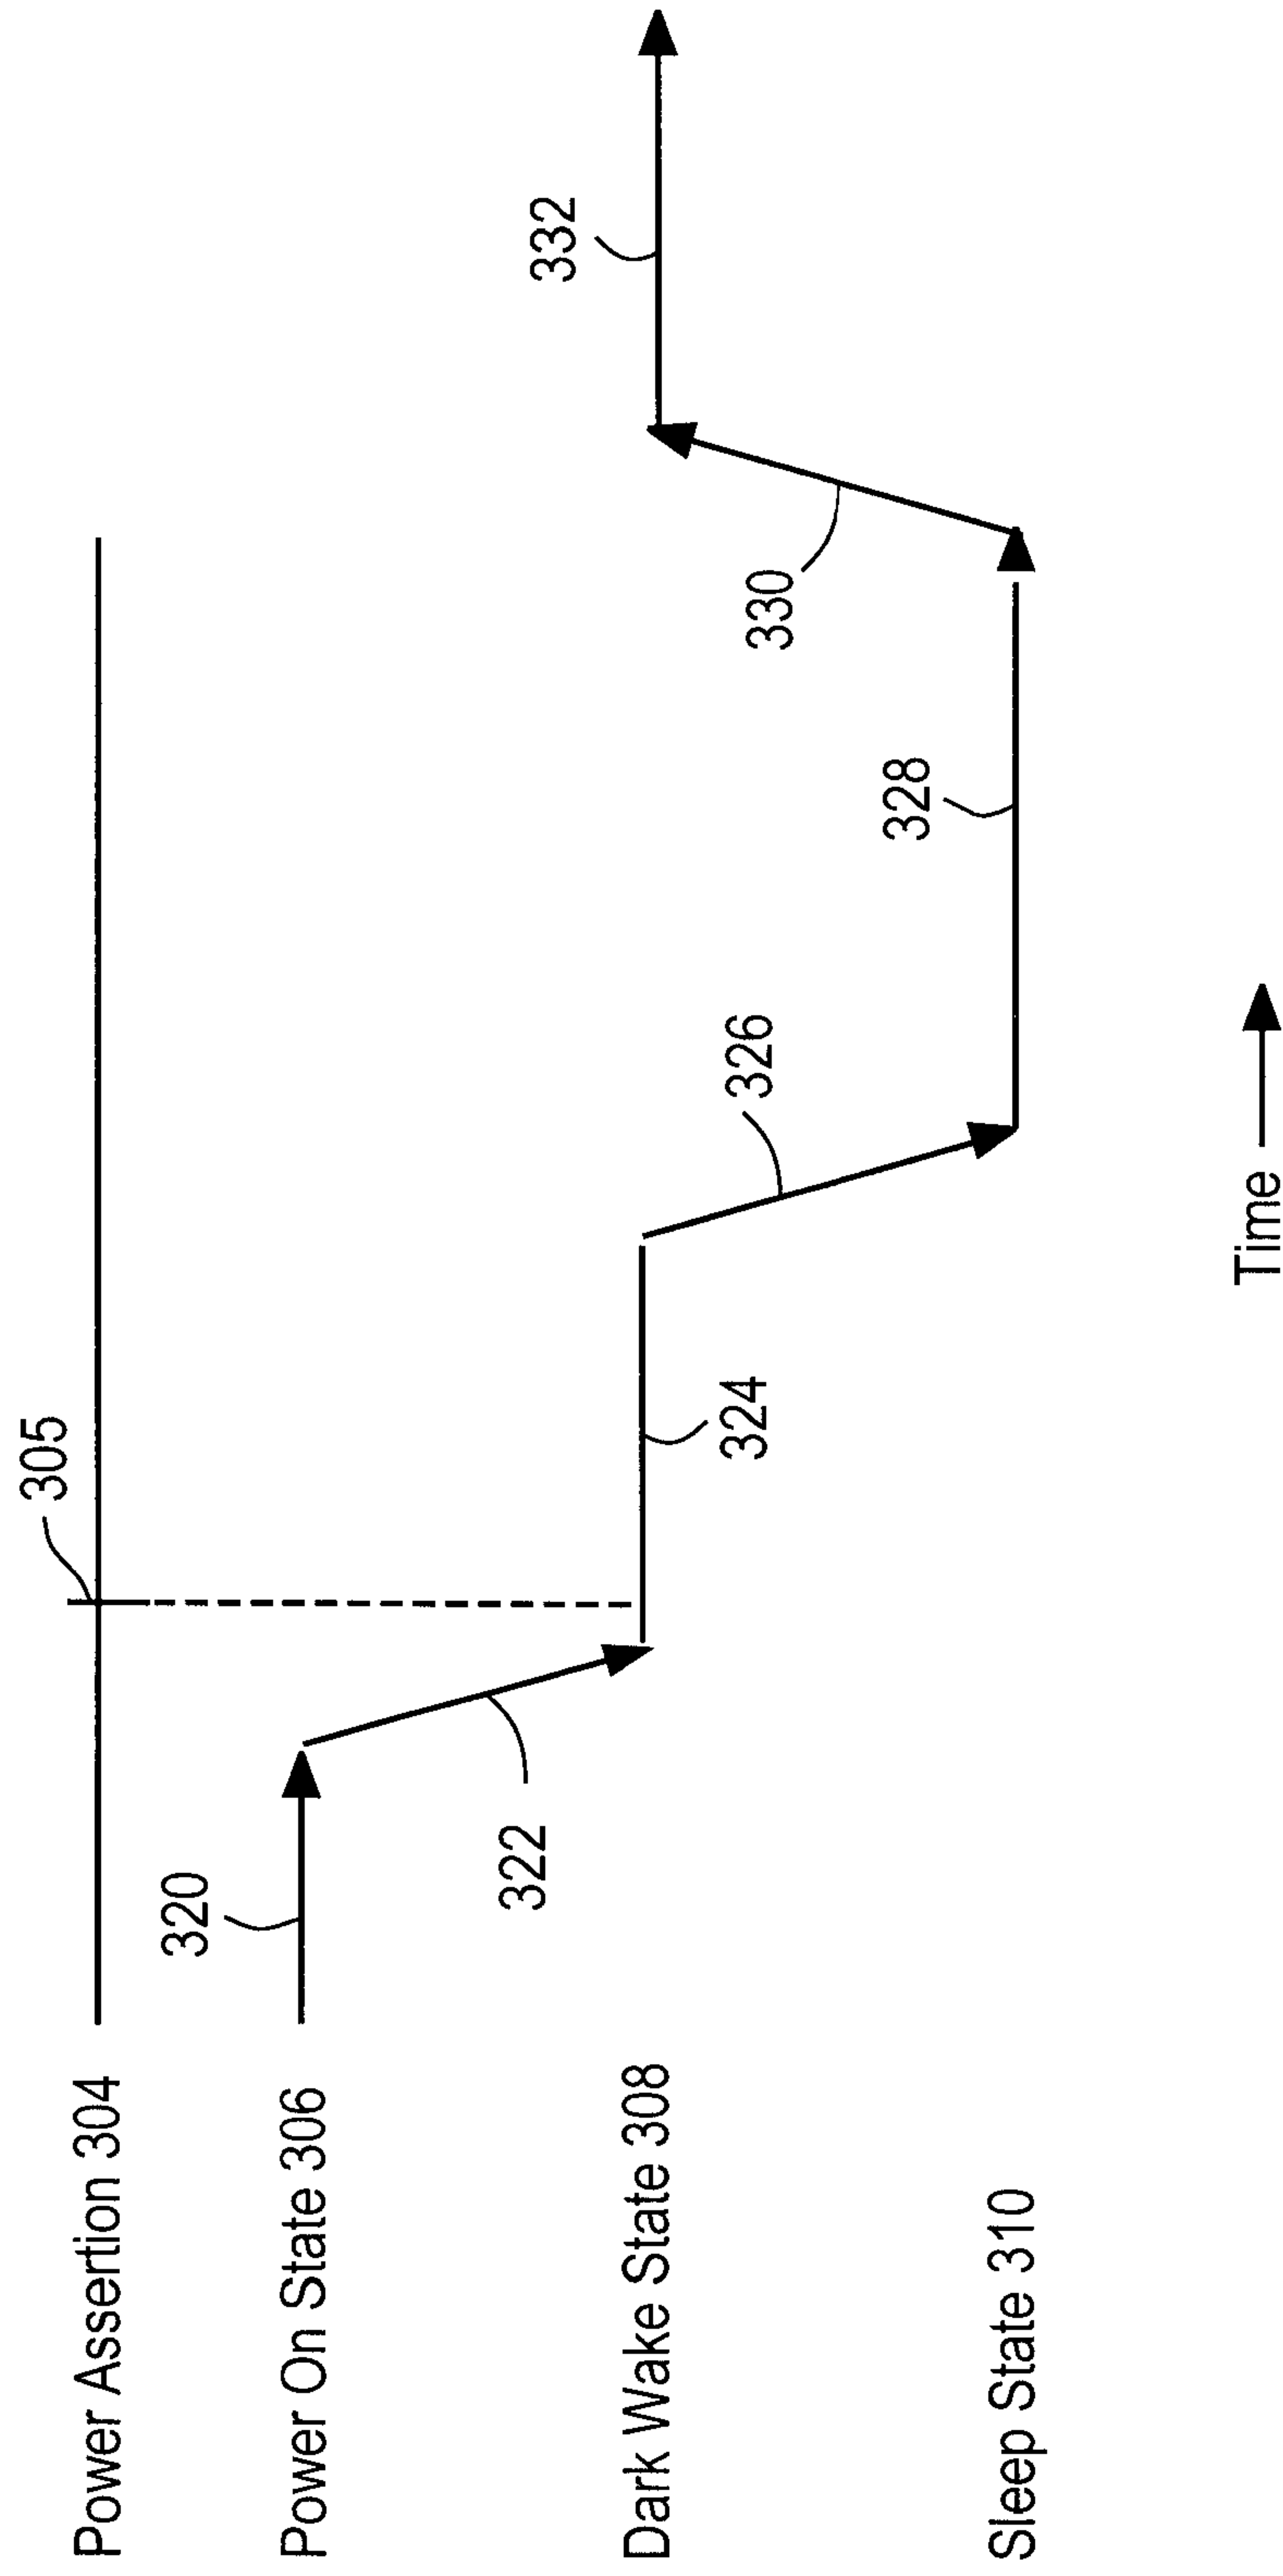 305
Power Assertion 304
320
Power On State 306
322
332
Dark Wake State 308
324
326
330
328
Sleep State 310
Time